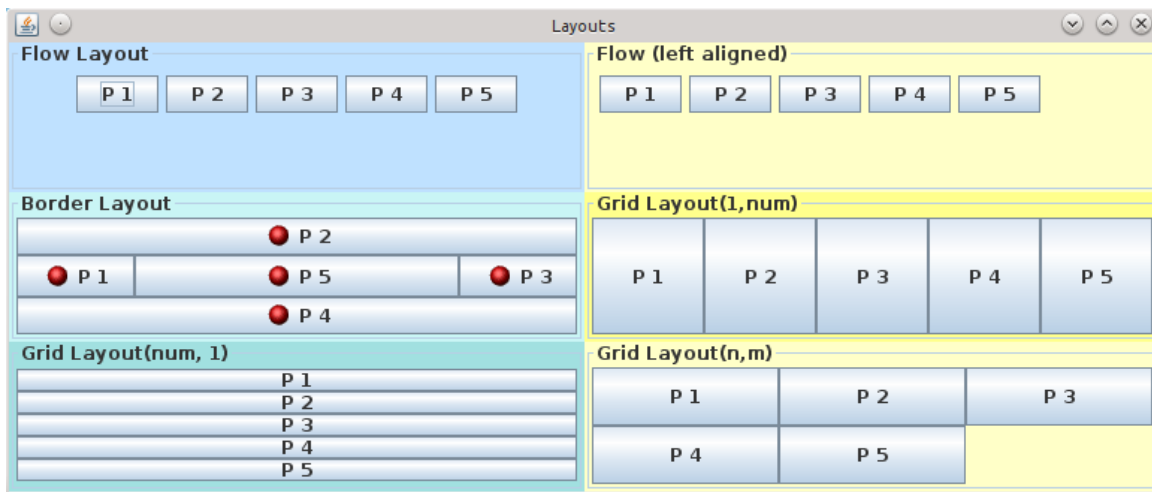 Layouts
Flow Layout
P 1 P 2 P 3 P 4 P 5
Flow (left aligned)
P 1 P 2 P 3 P 4 P 5
Border Layout
P 2
P 1 P 5 P 3
P 4
Grid Layout(1,num)
P 1 P 2 P 3 P 4 P 5
Grid Layout(num, 1)
P 1
P 2
P 3
P 4
P 5
Grid Layout(n,m)
P 1 P 2 P 3
P 4 P 5